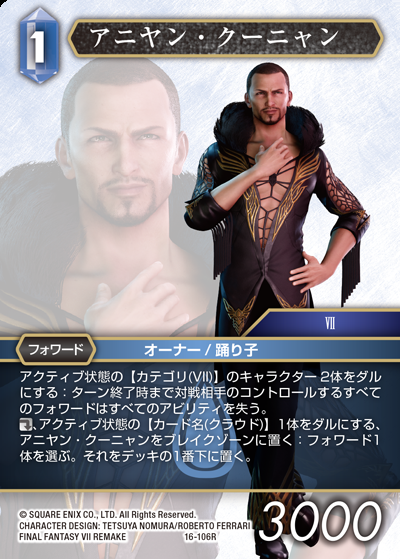 1
アニヤン・クーニャン
VII
フォワード
オーナー / 踊り子
アクティブ状態の【カテゴリ(VII)】のキャラクター2体をダル
にする：ターン終了時まで対戦相手のコントロールするすべて
のフォワードはすべてのアビリティを失う。
、アクティブ状態の【カード名(クラウド)】1体をダルにする、
アニヤン・クーニャンをブレイクゾーンに置く：フォワード1
体を選ぶ。それをデッキの1番下に置く。
© SQUARE ENIX CO., LTD. All Rights Reserved.
CHARACTER DESIGN: TETSUYA NOMURA/ROBERTO FERRARI
FINAL FANTASY VII REMAKE 16-106R
3000